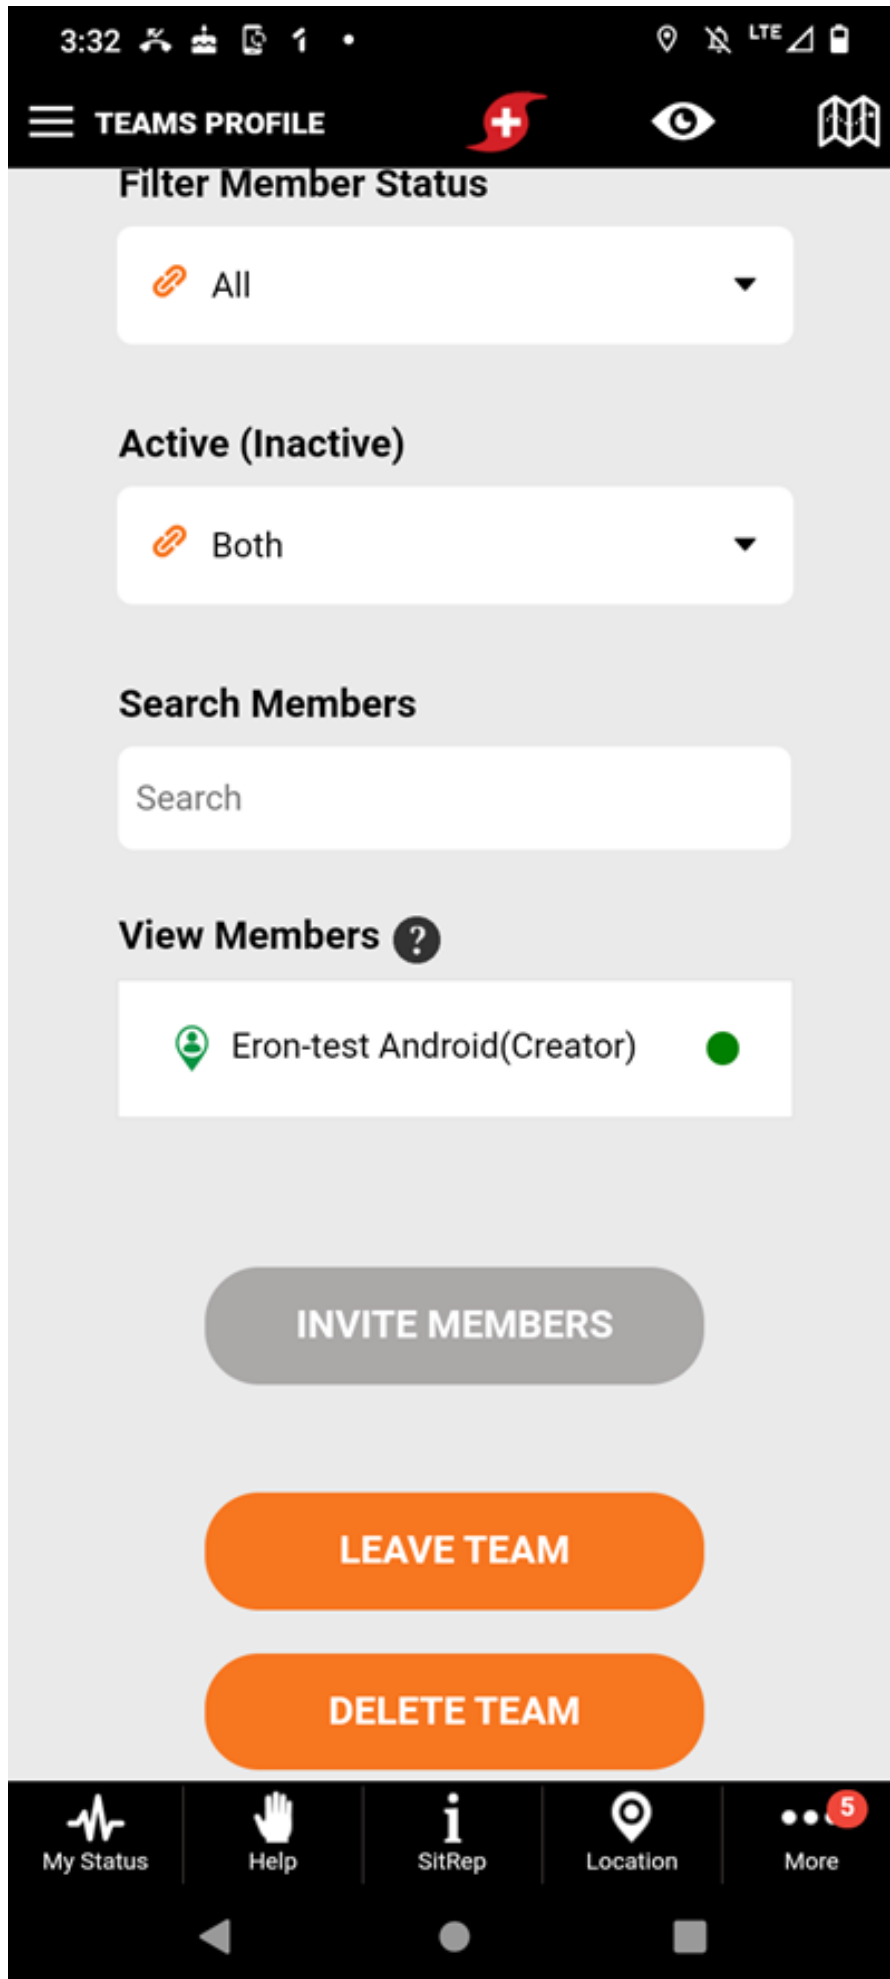 3:32
LTE
TEAMS PROFILE
Filter Member Status
All
Active (Inactive)
Both
Search Members
Search
View Members ?
Eron-test Android(Creator)
INVITE MEMBERS
LEAVE TEAM
DELETE TEAM
5
My Status
Help
SitRep
Location
More